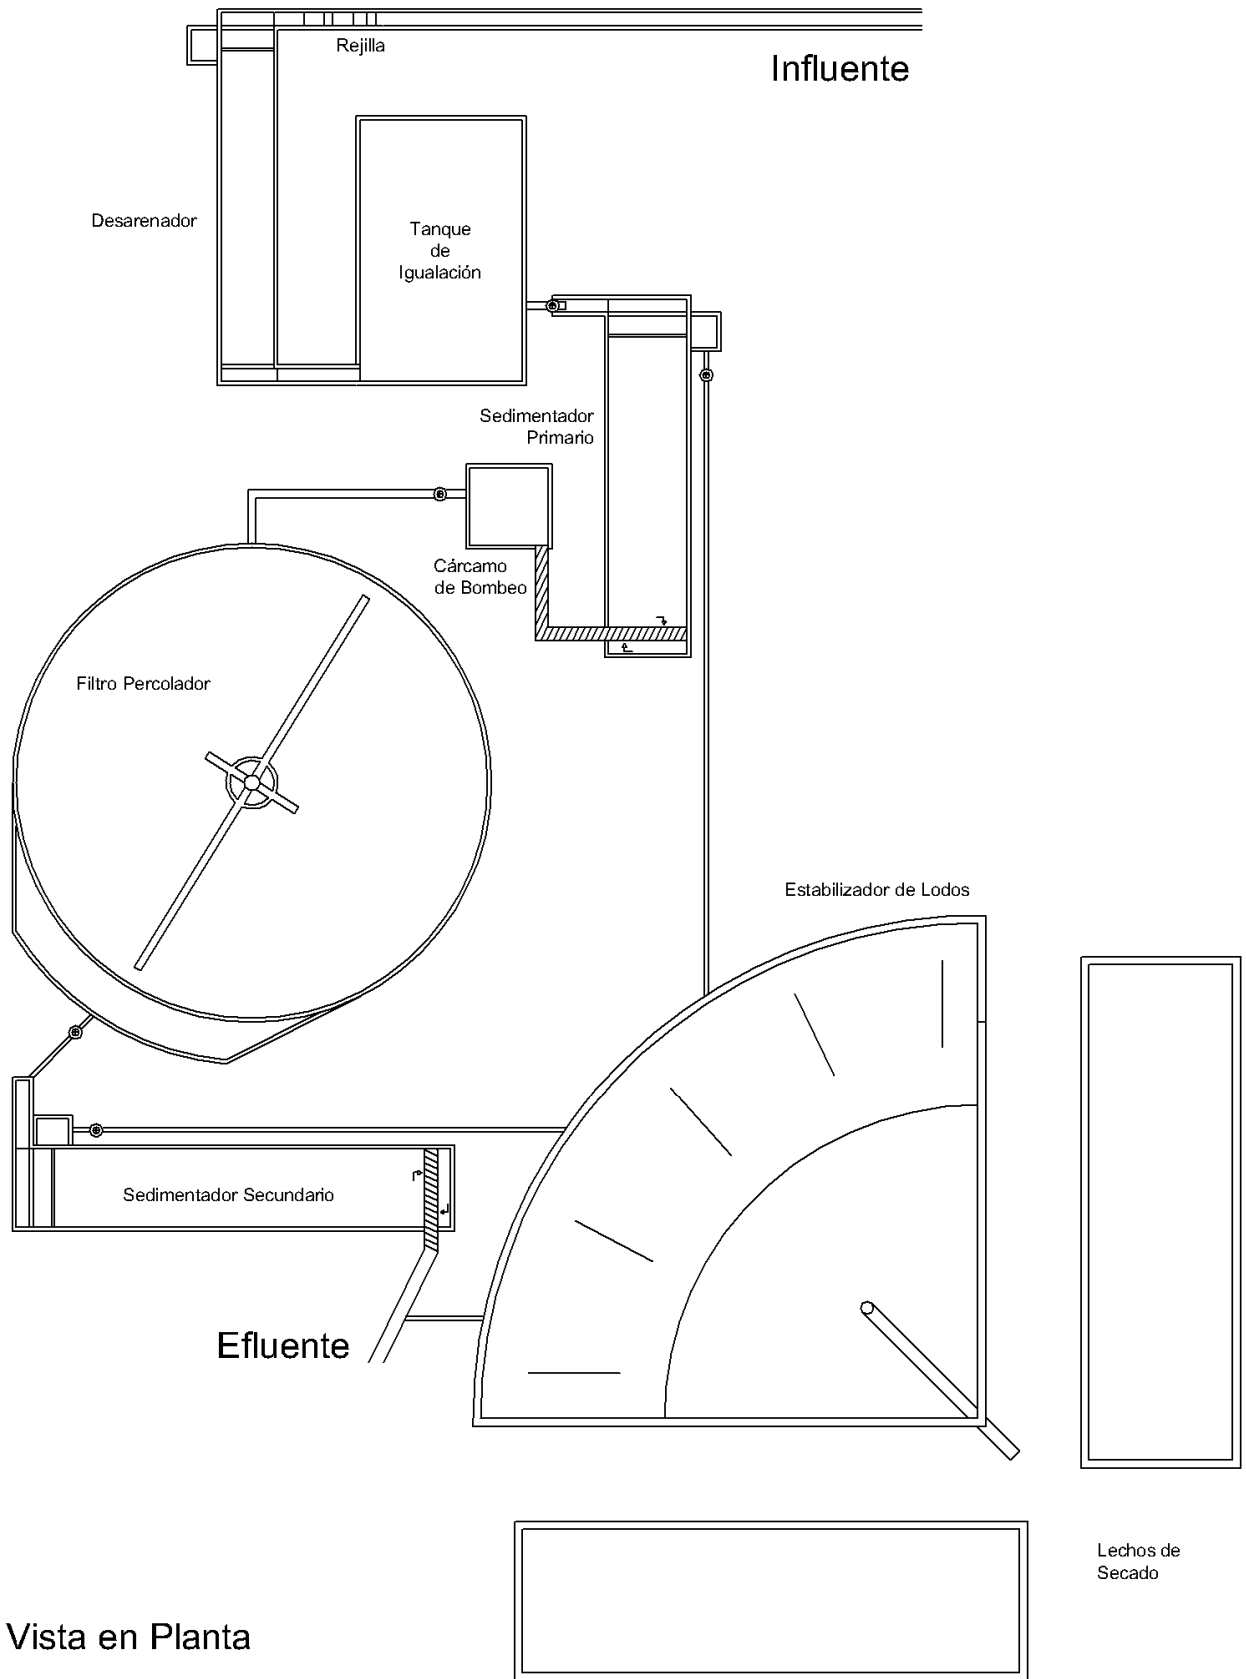 Rejilla
Influente
Desarenador
Tanque
de
Igualación
Sedimentador
Primario
Cárcamo
de Bombeo
Filtro Percolador
Estabilizador de Lodos
Sedimentador Secundario
Efluente
Lechos de
Secado
Vista en Planta